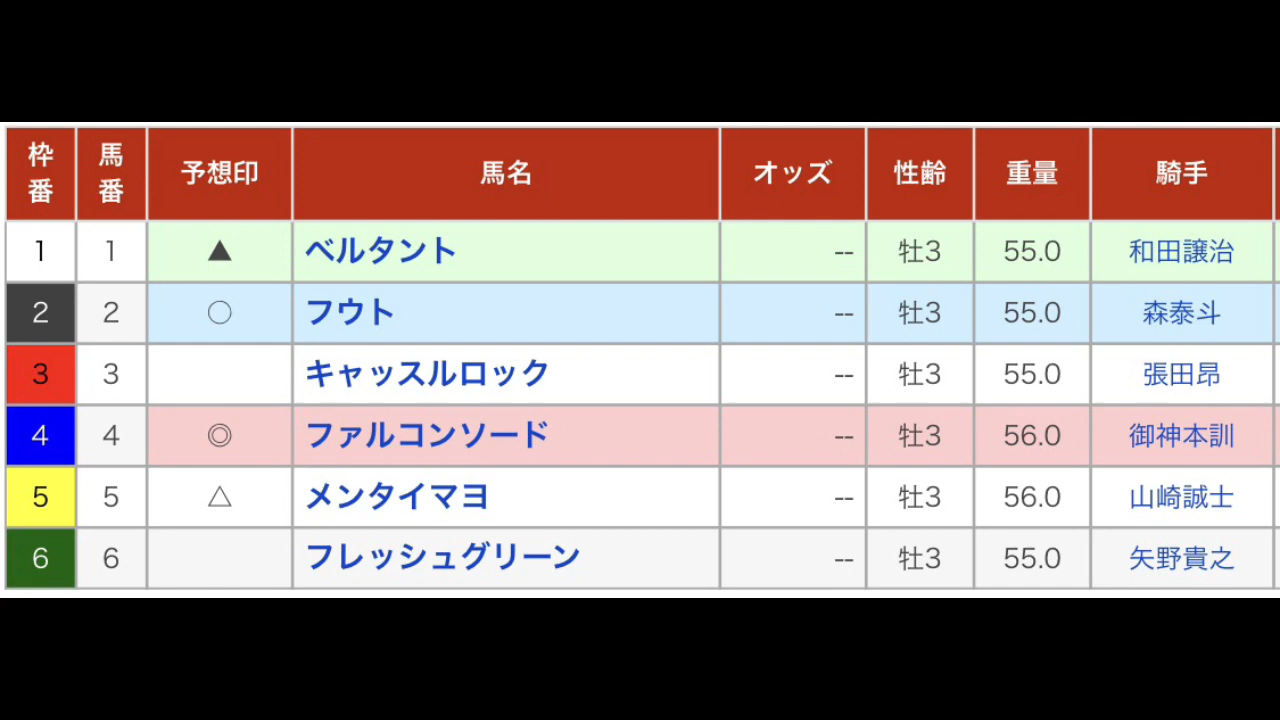 枠番 馬番 予想印 馬名 オッズ 性齢 重量 騎手
1 1 ▲ ベルタント -- 牡3 55.0 和田譲治
2 2 ○ フウト -- 牡3 55.0 森泰斗
3 3 キャッスルロック -- 牡3 55.0 張田昂
4 4 ◎ ファルコンソード -- 牡3 56.0 御神本訓
5 5 △ メンタイマヨ -- 牡3 56.0 山崎誠士
6 6 フレッシュグリーン -- 牡3 55.0 矢野貴之